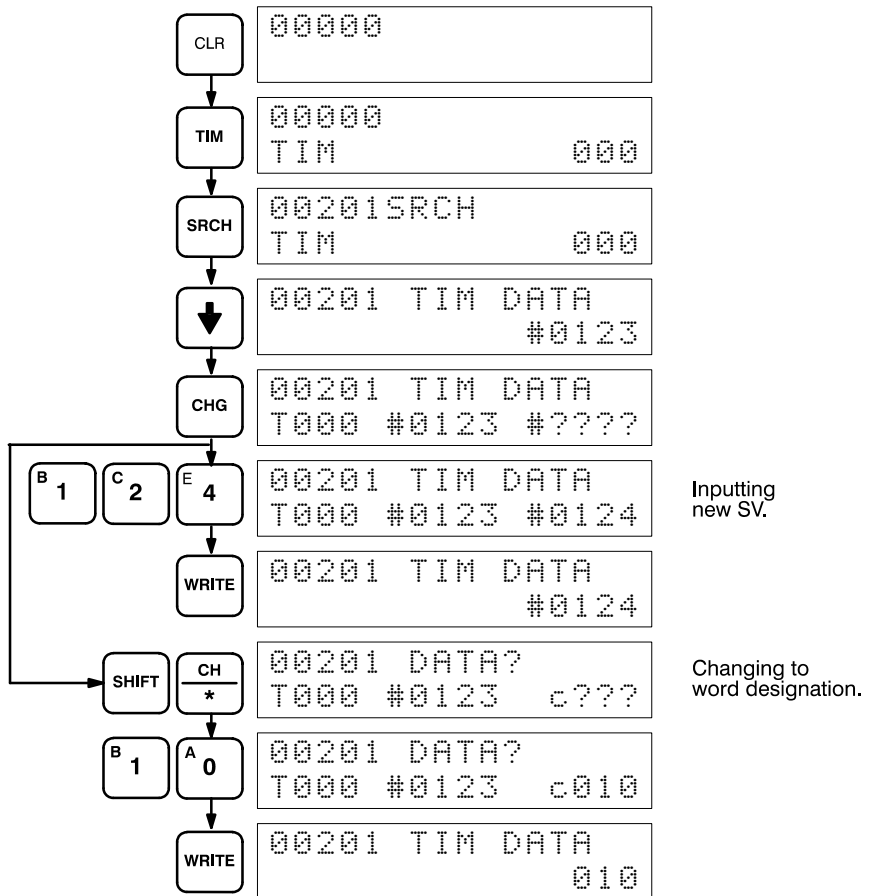 CLR
00000
TIM
00000
TIM 000
SRCH
00201SRCH
TIM 000
00201 TIM DATA
#0123
CHG
00201 TIM DATA
T000 #0123 #????
B 1
C 2
E 4
00201 TIM DATA
T000 #0123 #0124
Inputting
new SV.
WRITE
00201 TIM DATA
#0124
SHIFT
CH
*
00201 DATA?
T000 #0123 c???
Changing to
word designation.
B 1
A 0
00201 DATA?
T000 #0123 c010
WRITE
00201 TIM DATA
010